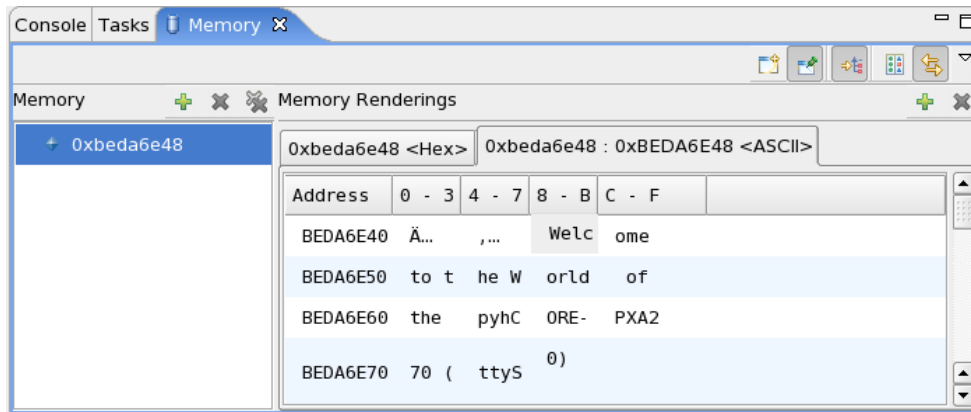 Console Tasks Memory
Memory Memory Renderings
0xbeda6e48
0xbeda6e48 <Hex> 0xbeda6e48 : 0xBEDA6E48 <ASCII>
Address 0 - 3 4 - 7 8 - B C - F
BEDA6E40 Ä… ,… Welc ome
BEDA6E50 to t he W orld of
BEDA6E60 the pyhC ORE- PXA2
BEDA6E70 70 ( ttyS 0)